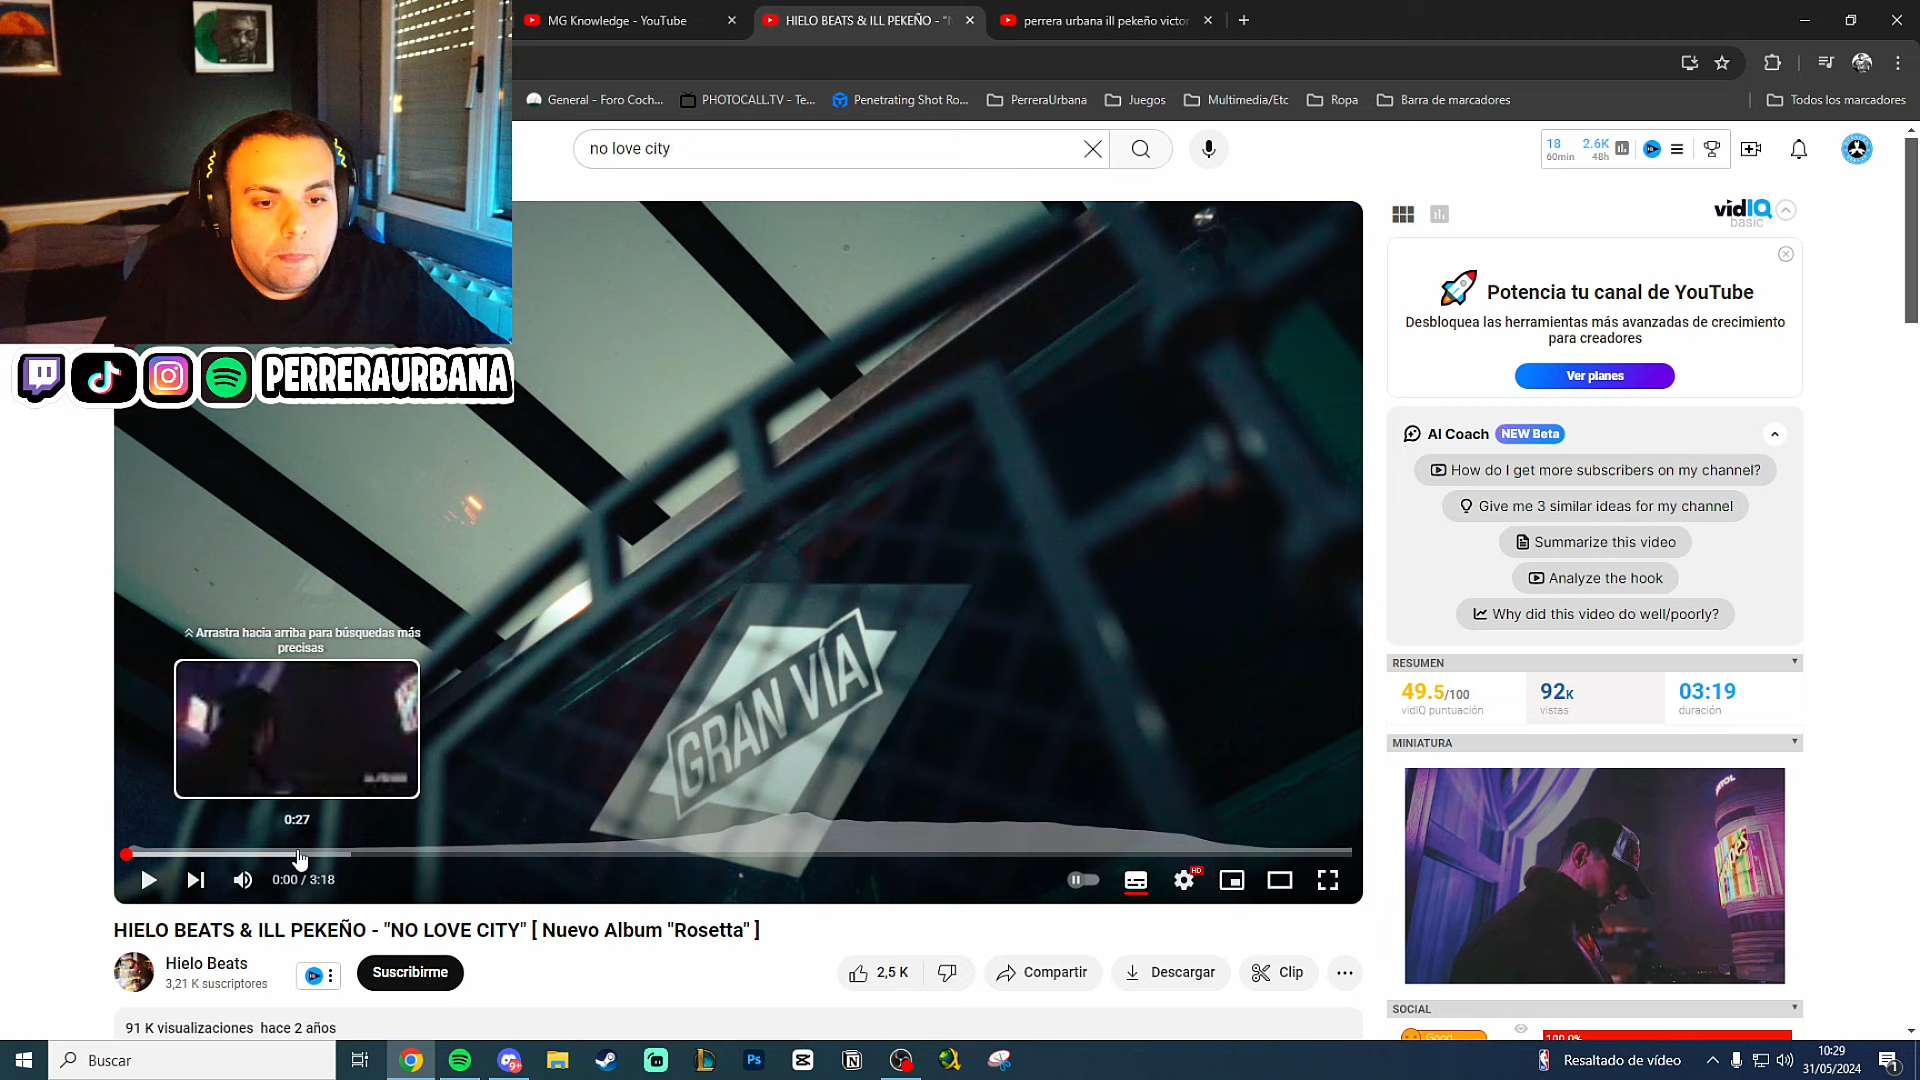 MG Knowledge - YouTube
HIELO BEATS & ILL PEKEÑO - "
perrera urbana ill pekeño victor
General - Foro Coch...
PHOTOCALL.TV - Te...
Penetrating Shot Ro...
PerreraUrbana
Juegos
Multimedia/Etc
Ropa
Barra de marcadores
Todos los marcadores
no love city
18
60min
2.6K
48h
PERRERAURBANA
vidIQ
basic
Potencia tu canal de YouTube
Desbloquea las herramientas más avanzadas de crecimiento
para creadores
Ver planes
AI Coach NEW Beta
How do I get more subscribers on my channel?
Give me 3 similar ideas for my channel
Summarize this video
Analyze the hook
Why did this video do well/poorly?
GRAN VÍA
Arrastra hacia arriba para búsquedas más
precisas
0:27
0:00 / 3:18
HD
RESUMEN
49.5/100
vidIQ puntuación
92K
vistas
03:19
duración
MINIATURA
HIELO BEATS & ILL PEKEÑO - "NO LOVE CITY" [ Nuevo Album "Rosetta" ]
Hielo Beats
3,21 K suscriptores
Suscribirme
2,5 K
Compartir
Descargar
Clip
SOCIAL
Good
100.0%
91 K visualizaciones hace 2 años
Buscar
9+
Ps
Resaltado de vídeo
10:29
31/05/2024
1